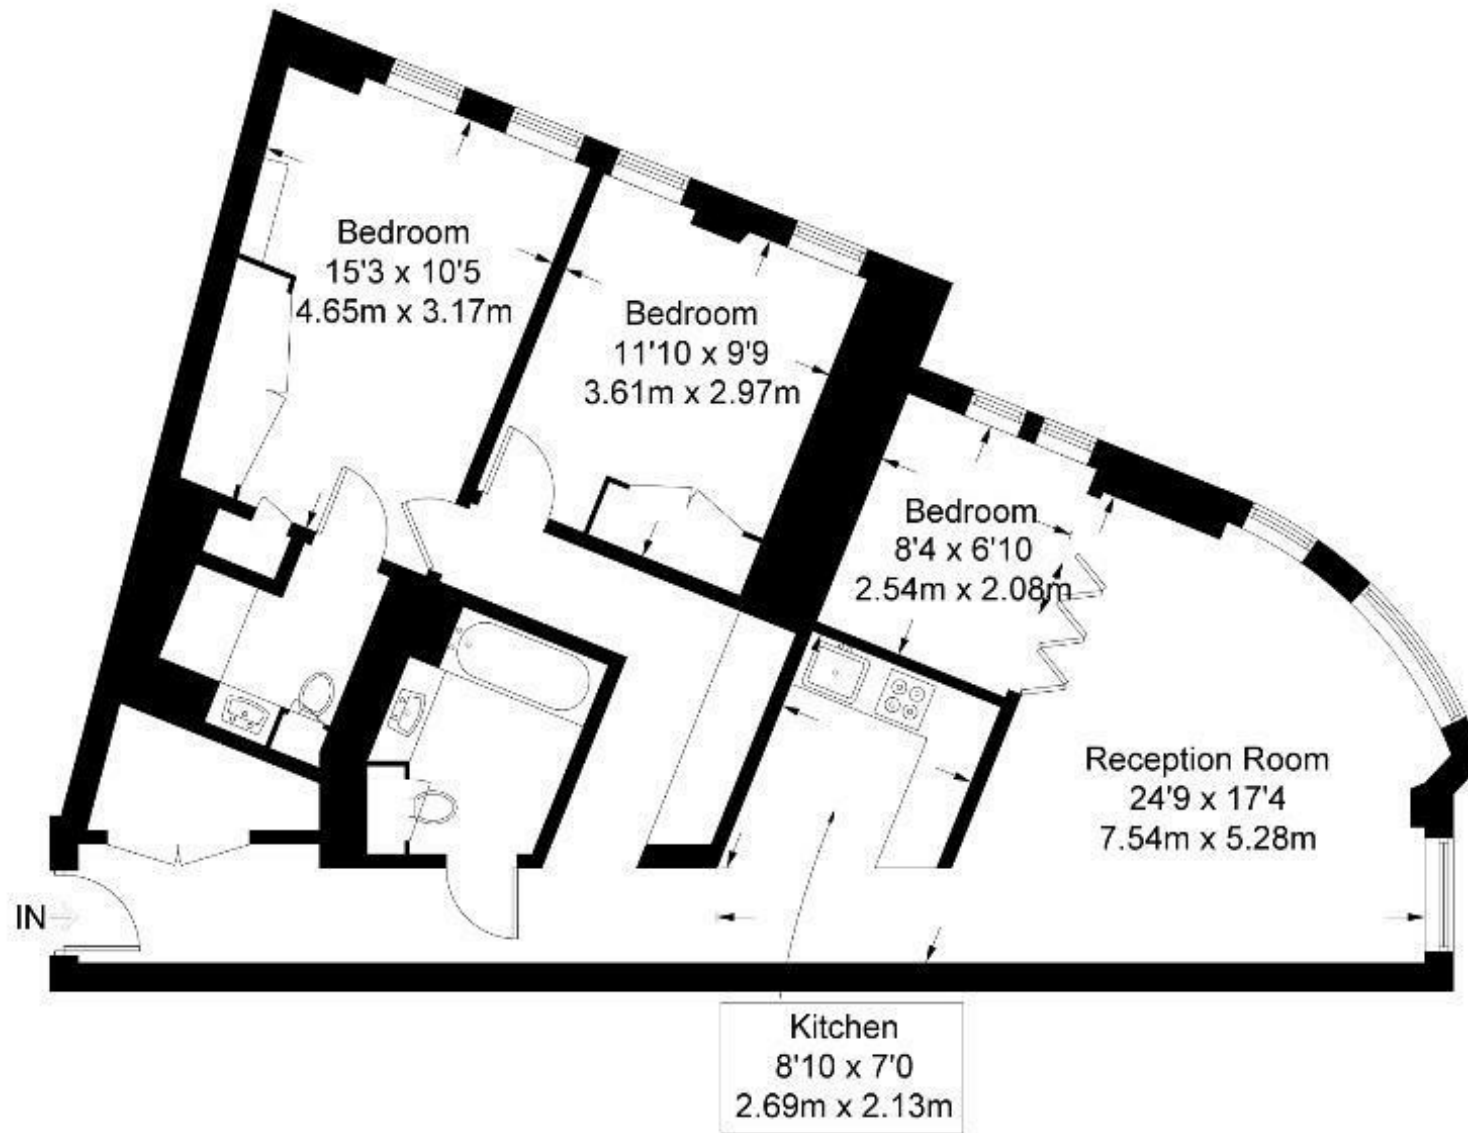 Bedroom
15'3 x 10'5
4.65m x 3.17m
Bedroom
11'10 x 9'9
3.61m x 2.97m
Bedroom
8'4 x 6'10
2.54m x 2.08m
Reception Room
24'9 x 17'4
7.54m x 5.28m
IN
Kitchen
8'10 x 7'0
2.69m x 2.13m